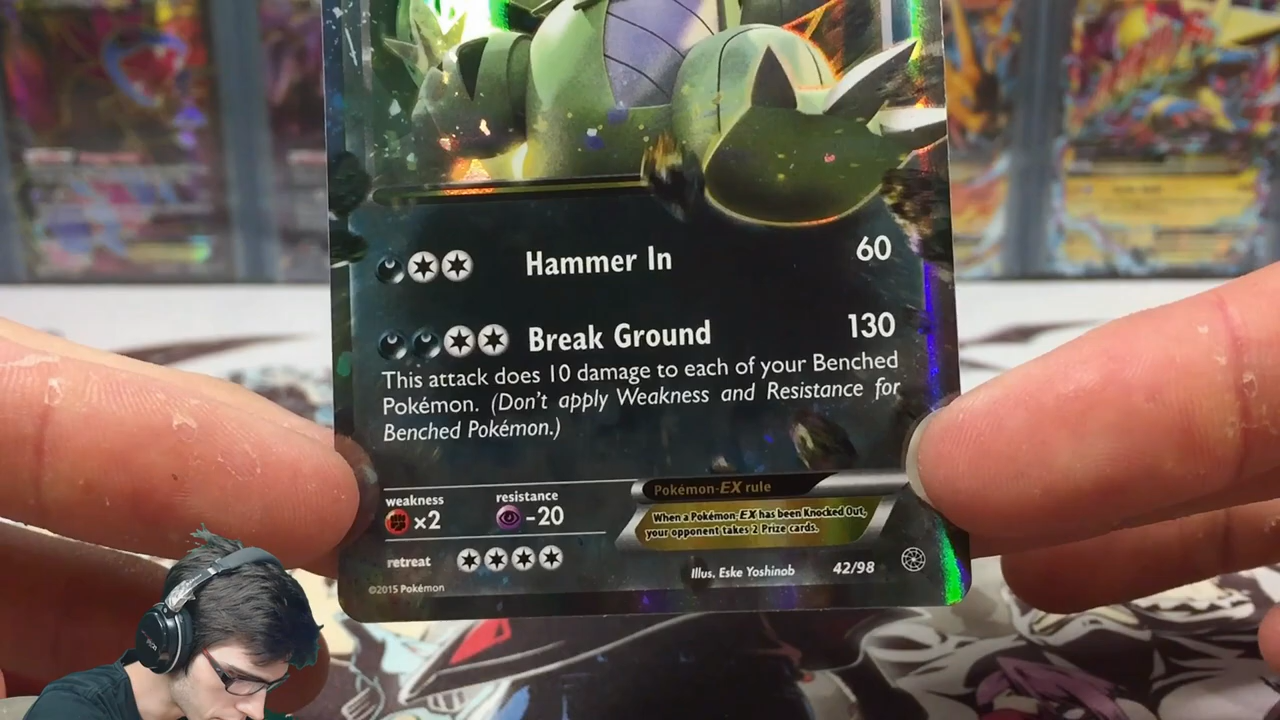 Hammer In 60
Break Ground 130
This attack does 10 damage to each of your Benched
Pokémon. (Don't apply Weakness and Resistance for
Benched Pokémon.)
weakness resistance
×2 -20
Pokémon-EX rule
When a Pokémon-EX has been Knocked Out,
your opponent takes 2 Prize cards.
retreat
Illus. Eske Yoshinob 42/98
©2015 Pokémon